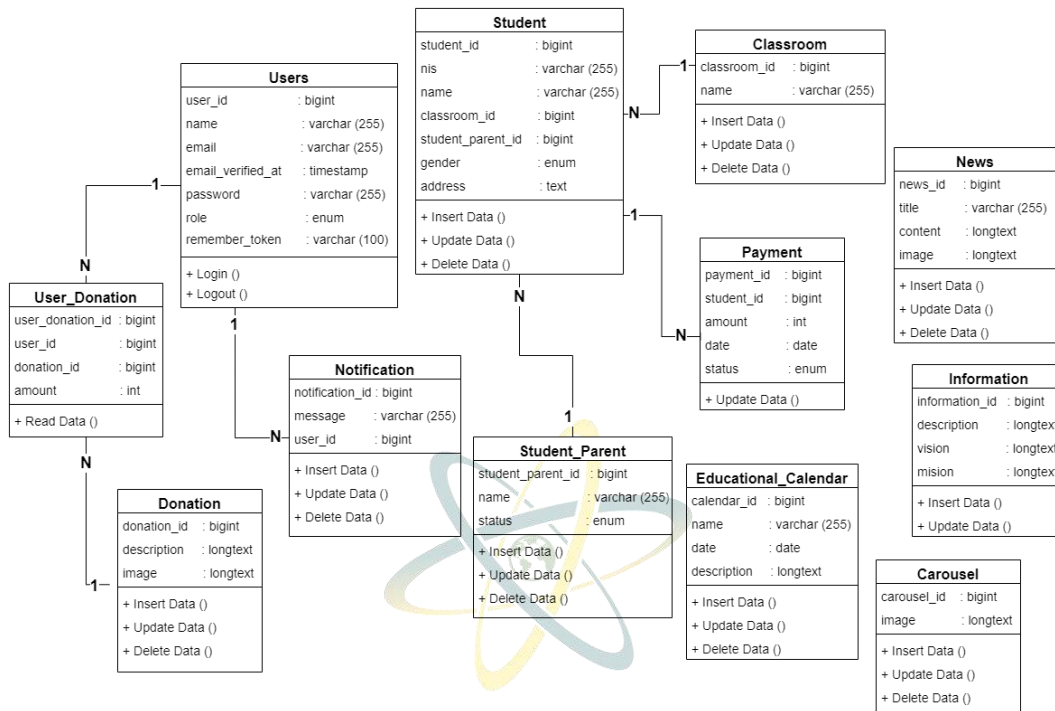 Student
student_id : bigint
nis : varchar (255)
name : varchar (255)
classroom_id : bigint
student_parent_id : bigint
gender : enum
address : text
+ Insert Data ()
+ Update Data ()
+ Delete Data ()
Classroom
classroom_id : bigint
name : varchar (255)
+ Insert Data ()
+ Update Data ()
+ Delete Data ()
1
N
Users
user_id : bigint
name : varchar (255)
email : varchar (255)
email_verified_at : timestamp
password : varchar (255)
role : enum
remember_token : varchar (100)
+ Login ()
+ Logout ()
1
N
News
news_id : bigint
title : varchar (255)
content : longtext
image : longtext
+ Insert Data ()
+ Update Data ()
+ Delete Data ()
1
N
Payment
payment_id : bigint
student_id : bigint
amount : int
date : date
status : enum
+ Update Data ()
User_Donation
user_donation_id : bigint
user_id : bigint
donation_id : bigint
amount : int
+ Read Data ()
N
1
1
N
Notification
notification_id : bigint
message : varchar (255)
user_id : bigint
+ Insert Data ()
+ Update Data ()
+ Delete Data ()
N
1
Student_Parent
student_parent_id : bigint
name : varchar (255)
status : enum
+ Insert Data ()
+ Update Data ()
+ Delete Data ()
Information
information_id : bigint
description : longtext
vision : longtext
mision : longtext
+ Insert Data ()
+ Update Data ()
Educational_Calendar
calendar_id : bigint
name : varchar (255)
date : date
description : longtext
+ Insert Data ()
+ Update Data ()
+ Delete Data ()
Donation
donation_id : bigint
description : longtext
image : longtext
+ Insert Data ()
+ Update Data ()
+ Delete Data ()
Carousel
carousel_id : bigint
image : longtext
+ Insert Data ()
+ Update Data ()
+ Delete Data ()